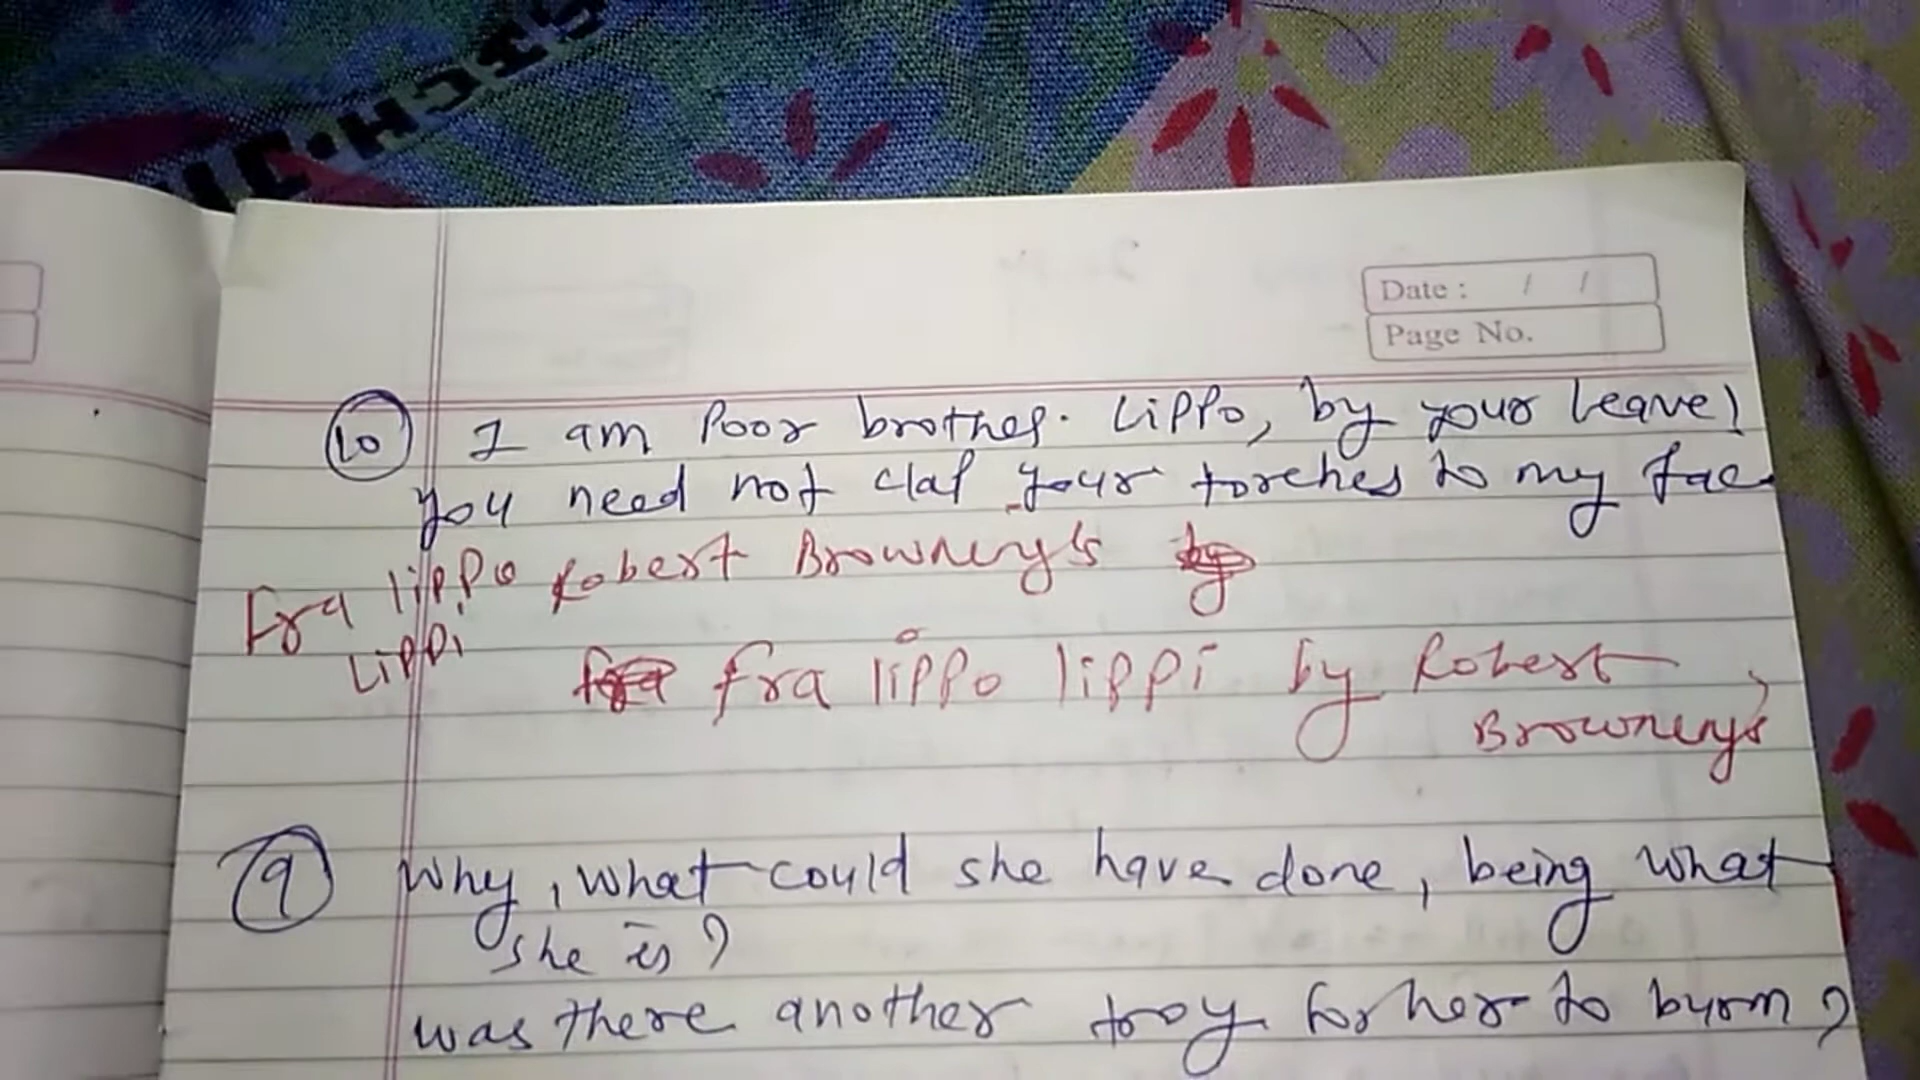 Date : / /
Page No.
10 I am Poor brother. Lippo, by your leave!
you need not clap your torches to my fac
Fra lippo Robert Browning's
Lippi
fra lippo lippi by Robert
Browning's
9 Why, what could she have done, being what
she is?
was there another troy for her to burn?